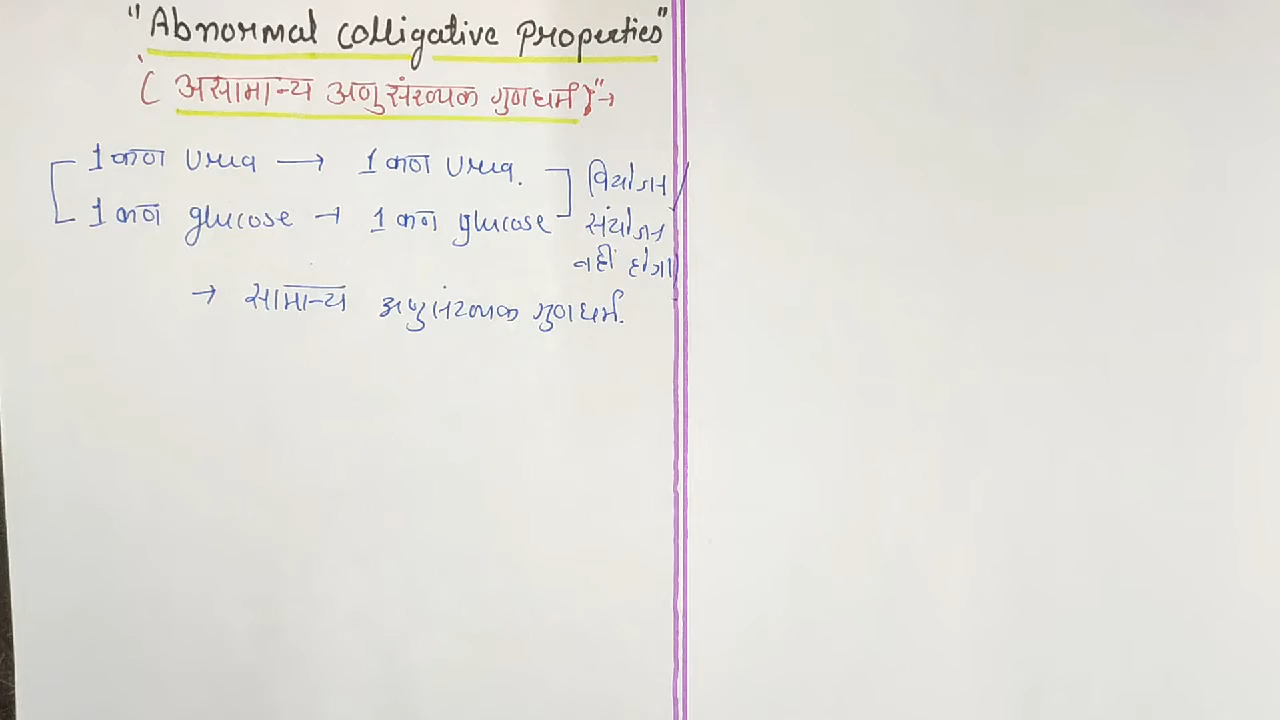 "Abnormal Colligative Properties"
( असामान्य अणुसंख्यक गुणधर्म)"→
1 कण urea → 1 कण urea.
1 कण glucose → 1 कण glucose
वियोजन/
संयोजन
नहीं होगा
→ सामान्य अणुसंख्यक गुणधर्म.